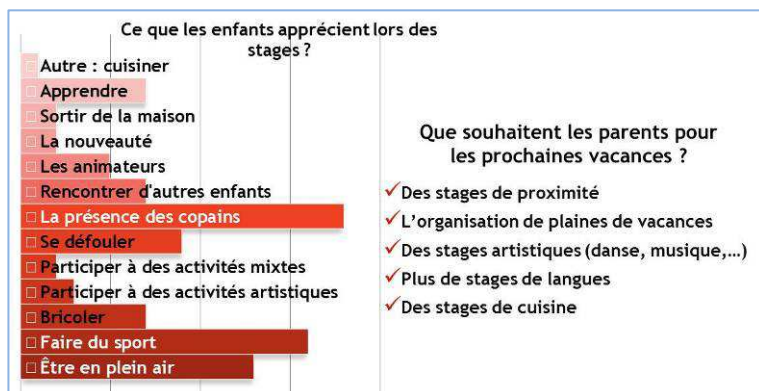 Ce que les enfants apprécient lors des
stages ?
Autre : cuisiner
Apprendre
Sortir de la maison
La nouveauté
Les animateurs
Rencontrer d'autres enfants
La présence des copains
Se défouler
Participer à des activités mixtes
Participer à des activités artistiques
Bricoler
Faire du sport
Être en plein air
Que souhaitent les parents pour
les prochaines vacances ?
Des stages de proximité
L'organisation de plaines de vacances
Des stages artistiques (danse, musique,…)
Plus de stages de langues
Des stages de cuisine